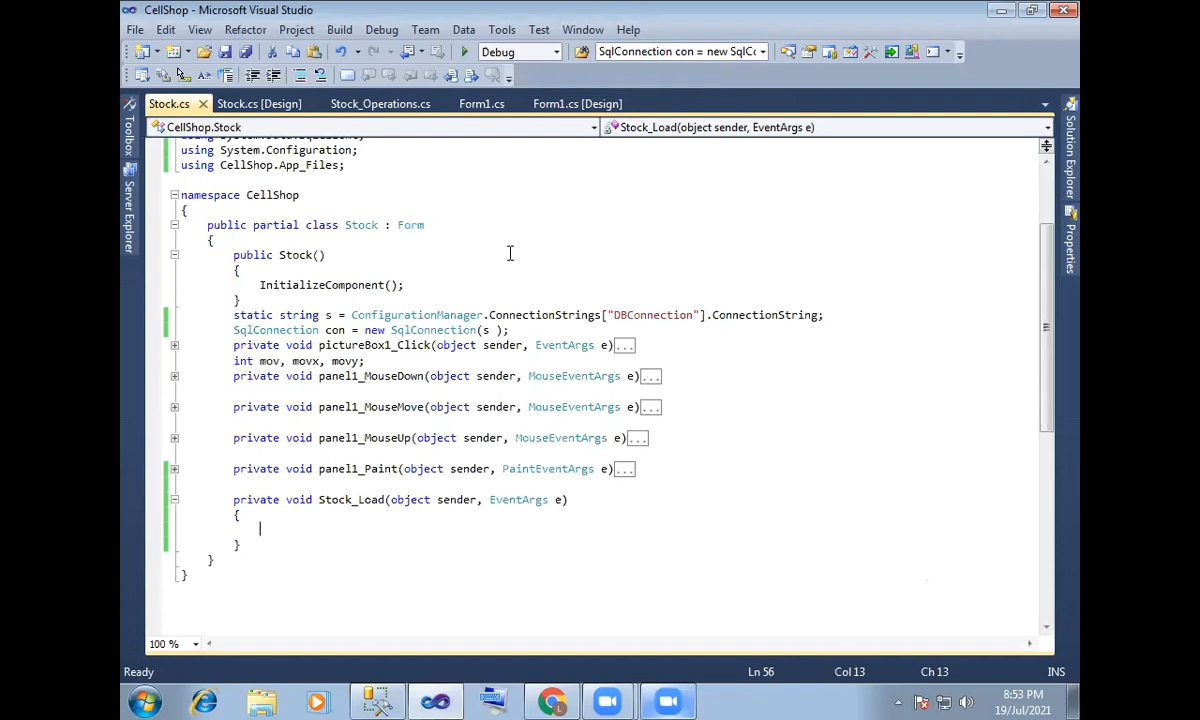 CellShop - Microsoft Visual Studio
File Edit View Refactor Project Build Debug Team Data Tools Test Window Help
Debug SqlConnection con = new SqlCc
Stock.cs Stock.cs [Design] Stock_Operations.cs Form1.cs Form1.cs [Design]
CellShop.Stock Stock_Load(object sender, EventArgs e)
using System.Configuration;
using CellShop.App_Files;
namespace CellShop
{
public partial class Stock : Form
{
public Stock()
{
InitializeComponent();
}
static string s = ConfigurationManager.ConnectionStrings["DBConnection"].ConnectionString;
SqlConnection con = new SqlConnection(s );
private void pictureBox1_Click(object sender, EventArgs e)...
int mov, movx, movy;
private void panel1_MouseDown(object sender, MouseEventArgs e)...
private void panel1_MouseMove(object sender, MouseEventArgs e)...
private void panel1_MouseUp(object sender, MouseEventArgs e)...
private void panel1_Paint(object sender, PaintEventArgs e)...
private void Stock_Load(object sender, EventArgs e)
{
}
}
}
Toolbox
Server Explorer
Solution Explorer
Properties
100 %
Ready Ln 56 Col 13 Ch 13 INS
8:53 PM
19/Jul/2021